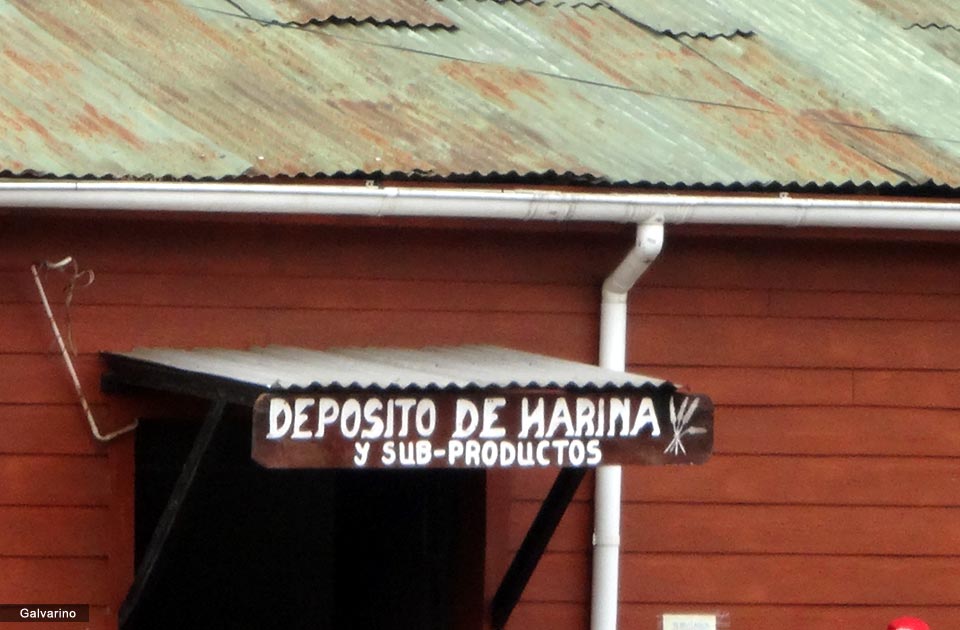 DEPOSITO DE HARINA
Y SUB-PRODUCTOS
Galvarino